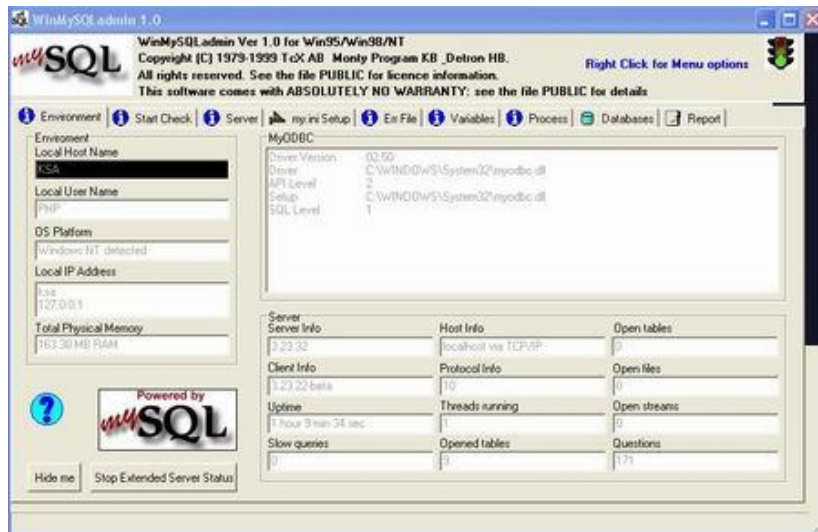 WinMySQLadmin 1.0
mySQL
WinMySQLadmin Ver 1.0 for Win95/Win98/NT
Copyright (C) 1979-1999 TcX AB Monty Program KB ,Detron HB.
All rights reserved. See the file PUBLIC for licence information.
This software comes with ABSOLUTELY NO WARRANTY: see the file PUBLIC for details
Right Click for Menu options
Environment Start Check Server my.ini Setup Err File Variables Process Databases Report
Enviroment
Local Host Name
KSA
Local User Name
PHP
OS Platform
Windows NT detected
Local IP Address
ksa
127.0.0.1
Total Physical Memory
163.30 MB RAM
MyODBC
Driver Version 02.50
Driver C:\WINDOWS\System32\myodbc.dll
API Level 2
Setup C:\WINDOWS\System32\myodbc.dll
SQL Level 1
Server
Server Info
3.23.32
Host Info
localhost via TCP/IP
Open tables
0
Client Info
3.23.22-beta
Protocol Info
10
Open files
0
Uptime
1 hour 9 min 34 sec
Threads running
1
Open streams
0
Slow queries
0
Opened tables
9
Questions
171
Powered by
mySQL
Hide me
Stop Extended Server Status